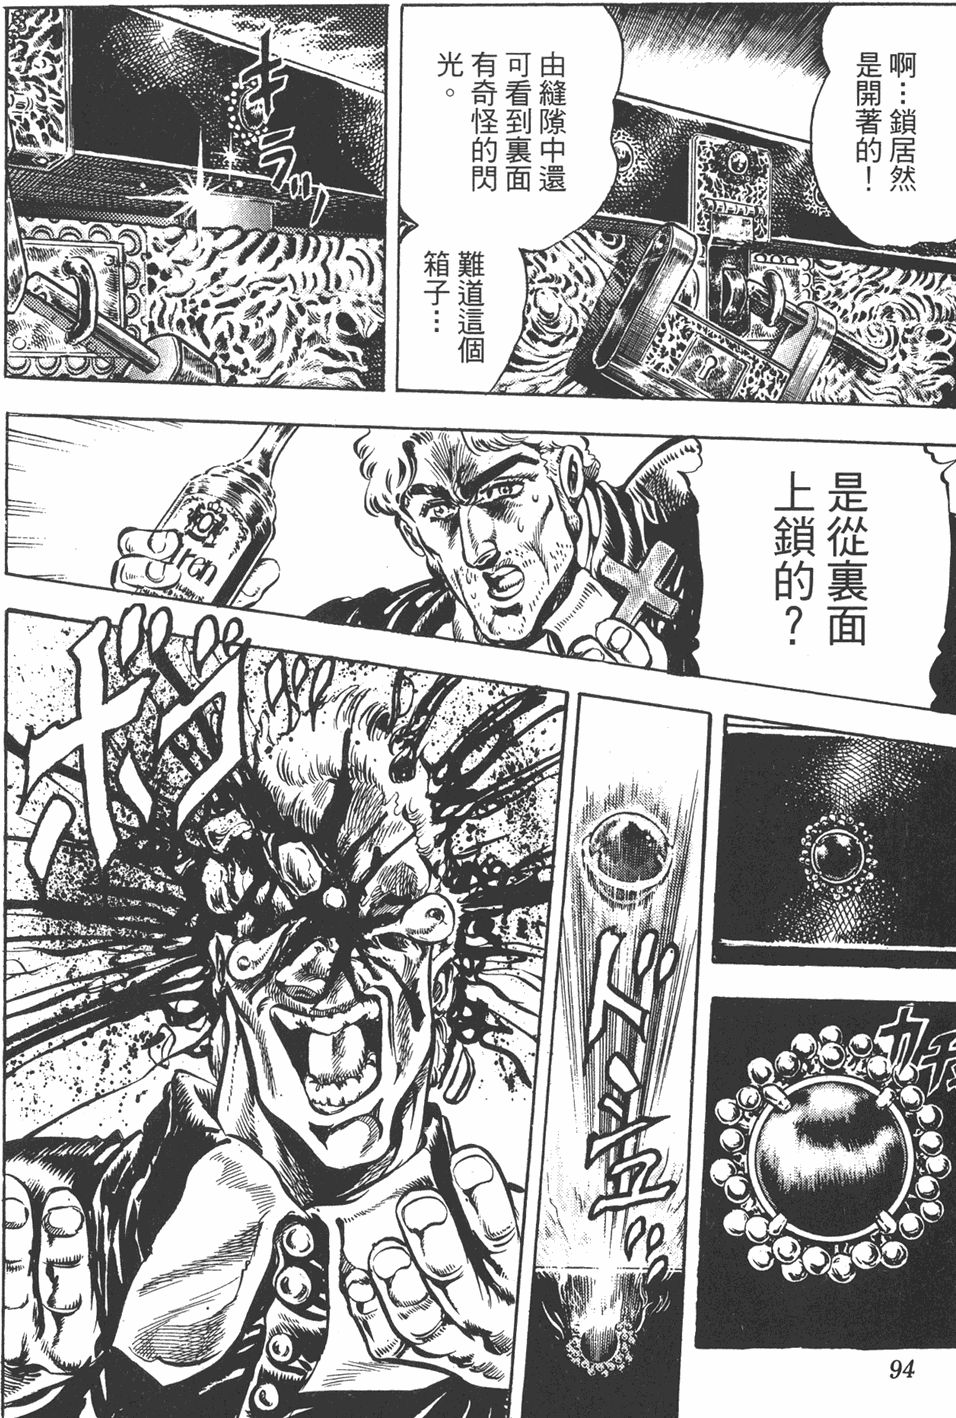 啊…鎖居然
是開著的！
由縫隙中還
可看到裏面
有奇怪的閃
光。
難道這個
箱子…
キラッ
是從裏面
上鎖的？
カチ
ドシュ
ボゴ
94